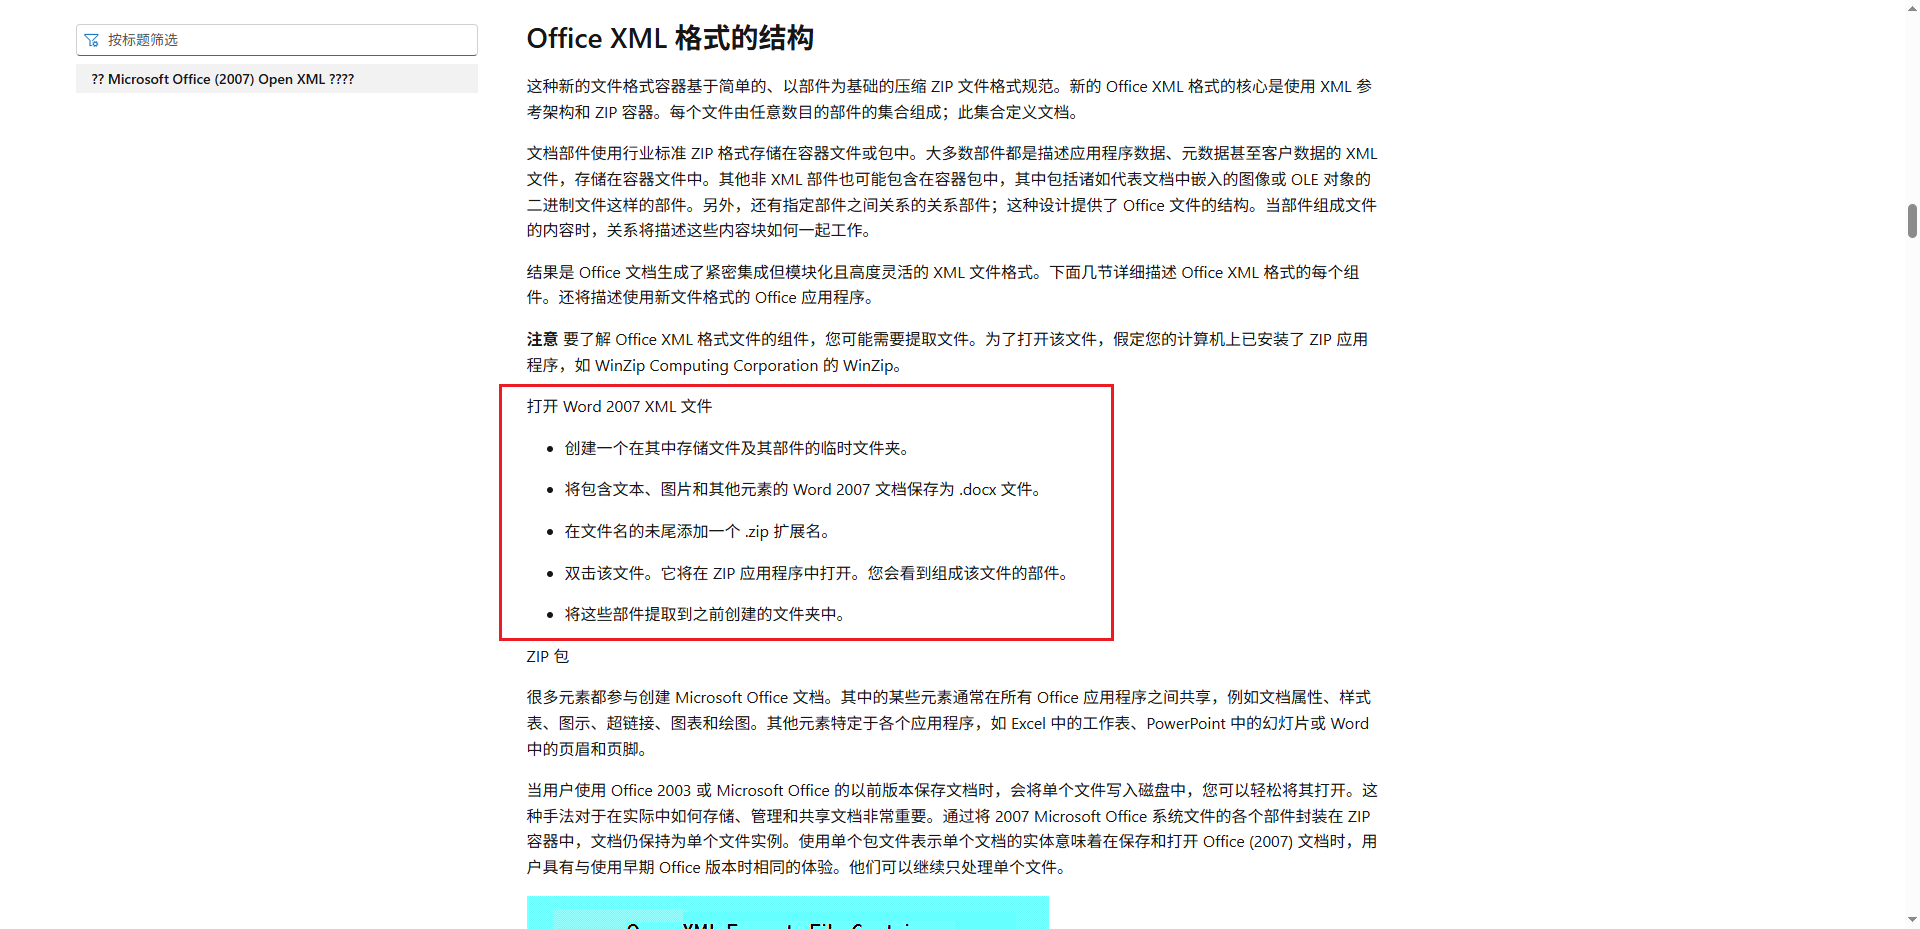 按标题筛选
?? Microsoft Office (2007) Open XML ????
Office XML 格式的结构
这种新的文件格式容器基于简单的、以部件为基础的压缩 ZIP 文件格式规范。新的 Office XML 格式的核心是使用 XML 参
考架构和 ZIP 容器。每个文件由任意数目的部件的集合组成；此集合定义文档。
文档部件使用行业标准 ZIP 格式存储在容器文件或包中。大多数部件都是描述应用程序数据、元数据甚至客户数据的 XML
文件，存储在容器文件中。其他非 XML 部件也可能包含在容器包中，其中包括诸如代表文档中嵌入的图像或 OLE 对象的
二进制文件这样的部件。另外，还有指定部件之间关系的关系部件；这种设计提供了 Office 文件的结构。当部件组成文件
的内容时，关系将描述这些内容块如何一起工作。
结果是 Office 文档生成了紧密集成但模块化且高度灵活的 XML 文件格式。下面几节详细描述 Office XML 格式的每个组
件。还将描述使用新文件格式的 Office 应用程序。
注意 要了解 Office XML 格式文件的组件，您可能需要提取文件。为了打开该文件，假定您的计算机上已安装了 ZIP 应用
程序，如 WinZip Computing Corporation 的 WinZip。
打开 Word 2007 XML 文件
• 创建一个在其中存储文件及其部件的临时文件夹。
• 将包含文本、图片和其他元素的 Word 2007 文档保存为 .docx 文件。
• 在文件名的未尾添加一个 .zip 扩展名。
• 双击该文件。它将在 ZIP 应用程序中打开。您会看到组成该文件的部件。
• 将这些部件提取到之前创建的文件夹中。
ZIP 包
很多元素都参与创建 Microsoft Office 文档。其中的某些元素通常在所有 Office 应用程序之间共享，例如文档属性、样式
表、图示、超链接、图表和绘图。其他元素特定于各个应用程序，如 Excel 中的工作表、PowerPoint 中的幻灯片或 Word
中的页眉和页脚。
当用户使用 Office 2003 或 Microsoft Office 的以前版本保存文档时，会将单个文件写入磁盘中，您可以轻松将其打开。这
种手法对于在实际中如何存储、管理和共享文档非常重要。通过将 2007 Microsoft Office 系统文件的各个部件封装在 ZIP
容器中，文档仍保持为单个文件实例。使用单个包文件表示单个文档的实体意味着在保存和打开 Office (2007) 文档时，用
户具有与使用早期 Office 版本时相同的体验。他们可以继续只处理单个文件。